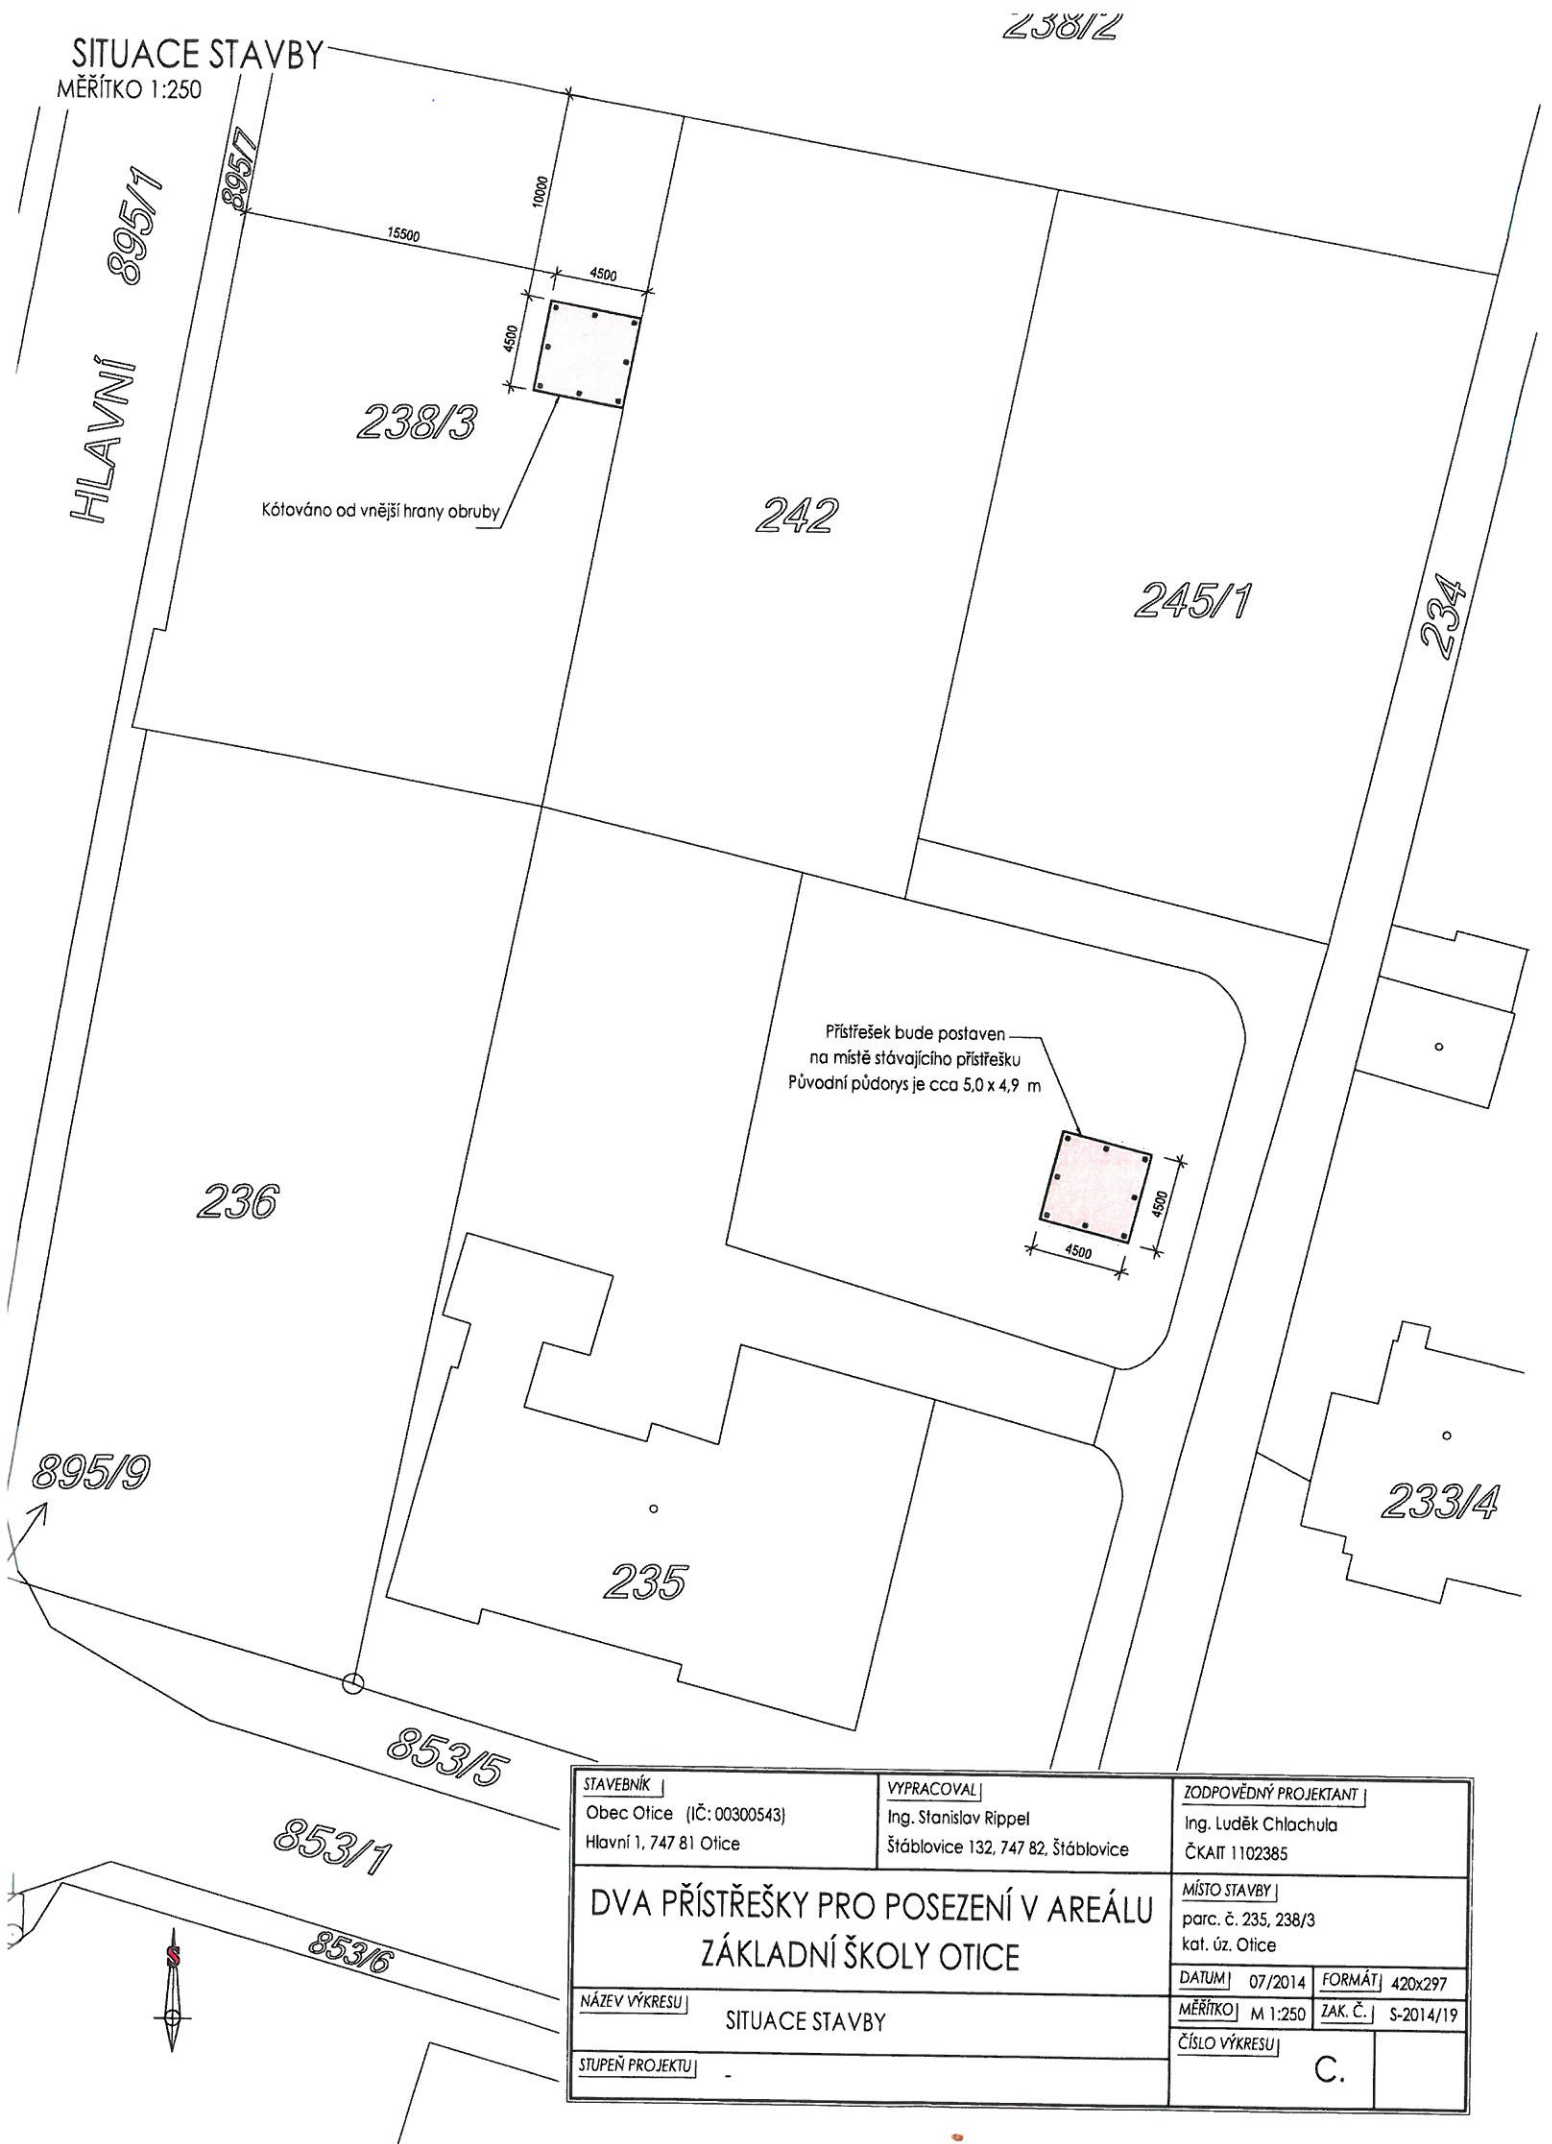 SITUACE STAVBY
MĚŘÍTKO 1:250
238/2
895/7
895/1
10000
15500
4500
4500
238/3
HLAVNÍ
Kótováno od vnější hrany obruby
242
245/1
234
Přístřešek bude postaven
na místě stávajícího přístřešku
Původní půdorys je cca 5,0 x 4,9 m
236
4500
4500
895/9
233/4
235
853/5
853/1
853/6
S
STAVEBNÍK
Obec Otice (IČ: 00300543)
Hlavní 1, 747 81 Otice
VYPRACOVAL
Ing. Stanislav Rippel
Štáblovice 132, 747 82, Štáblovice
ZODPOVĚDNÝ PROJEKTANT
Ing. Luděk Chlachula
ČKAIT 1102385
DVA PŘÍSTŘEŠKY PRO POSEZENÍ V AREÁLU
ZÁKLADNÍ ŠKOLY OTICE
MÍSTO STAVBY
parc. č. 235, 238/3
kat. úz. Otice
DATUM 07/2014 FORMÁT 420x297
MĚŘÍTKO M 1:250 ZAK. Č. S-2014/19
NÁZEV VÝKRESU
SITUACE STAVBY
ČÍSLO VÝKRESU
C.
STUPEŇ PROJEKTU -